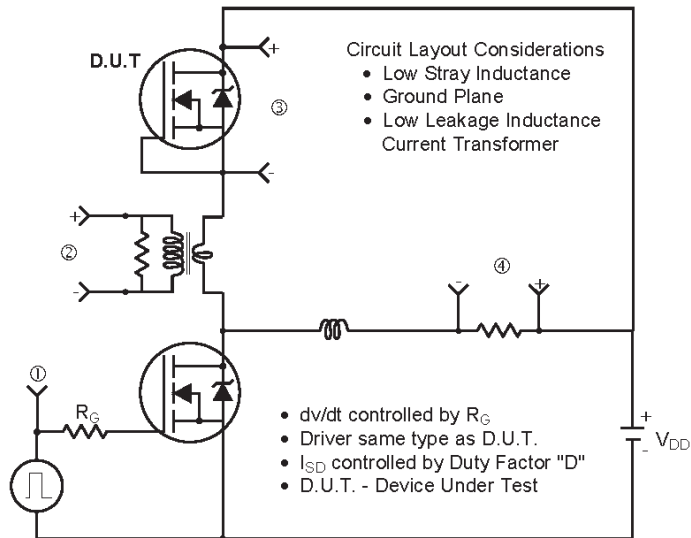 D.U.T
+
③
-
Circuit Layout Considerations
• Low Stray Inductance
• Ground Plane
• Low Leakage Inductance
Current Transformer
+
②
-
④
-
+
①
RG
• dv/dt controlled by RG
• Driver same type as D.U.T.
• ISD controlled by Duty Factor "D"
• D.U.T. - Device Under Test
+
VDD
-